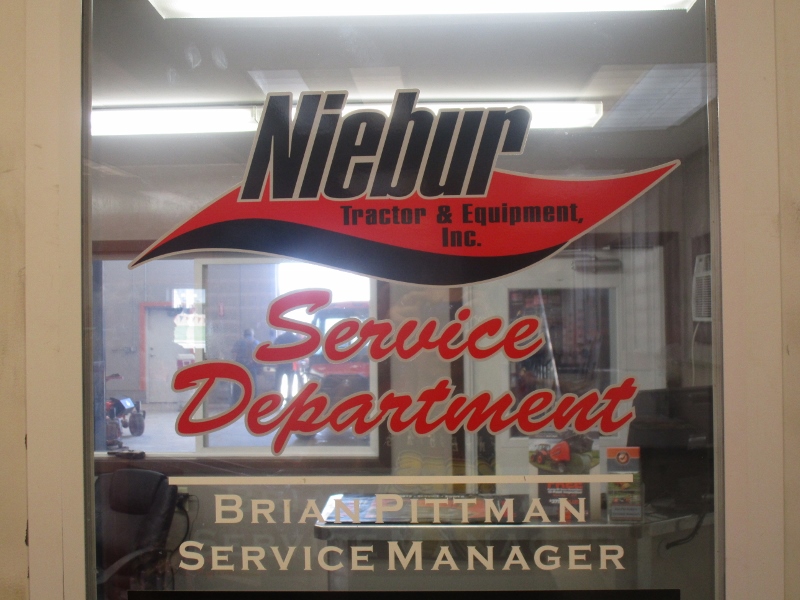 Niebur
Tractor & Equipment,
Inc.
Service
Department
BRIAN PITTMAN
SERVICE MANAGER